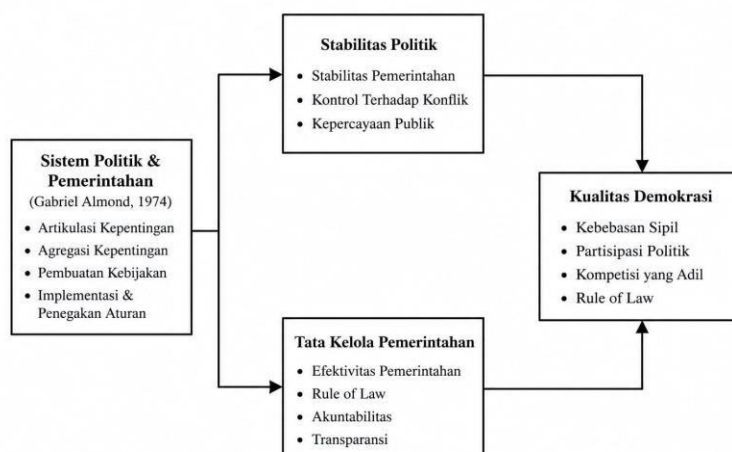 Stabilitas Politik
• Stabilitas Pemerintahan
• Kontrol Terhadap Konflik
• Kepercayaan Publik
Sistem Politik &
Pemerintahan
(Gabriel Almond, 1974)
• Artikulasi Kepentingan
• Agregasi Kepentingan
• Pembuatan Kebijakan
• Implementasi &
Penegakan Aturan
Kualitas Demokrasi
• Kebebasan Sipil
• Partisipasi Politik
• Kompetisi yang Adil
• Rule of Law
Tata Kelola Pemerintahan
• Efektivitas Pemerintahan
• Rule of Law
• Akuntabilitas
• Transparansi